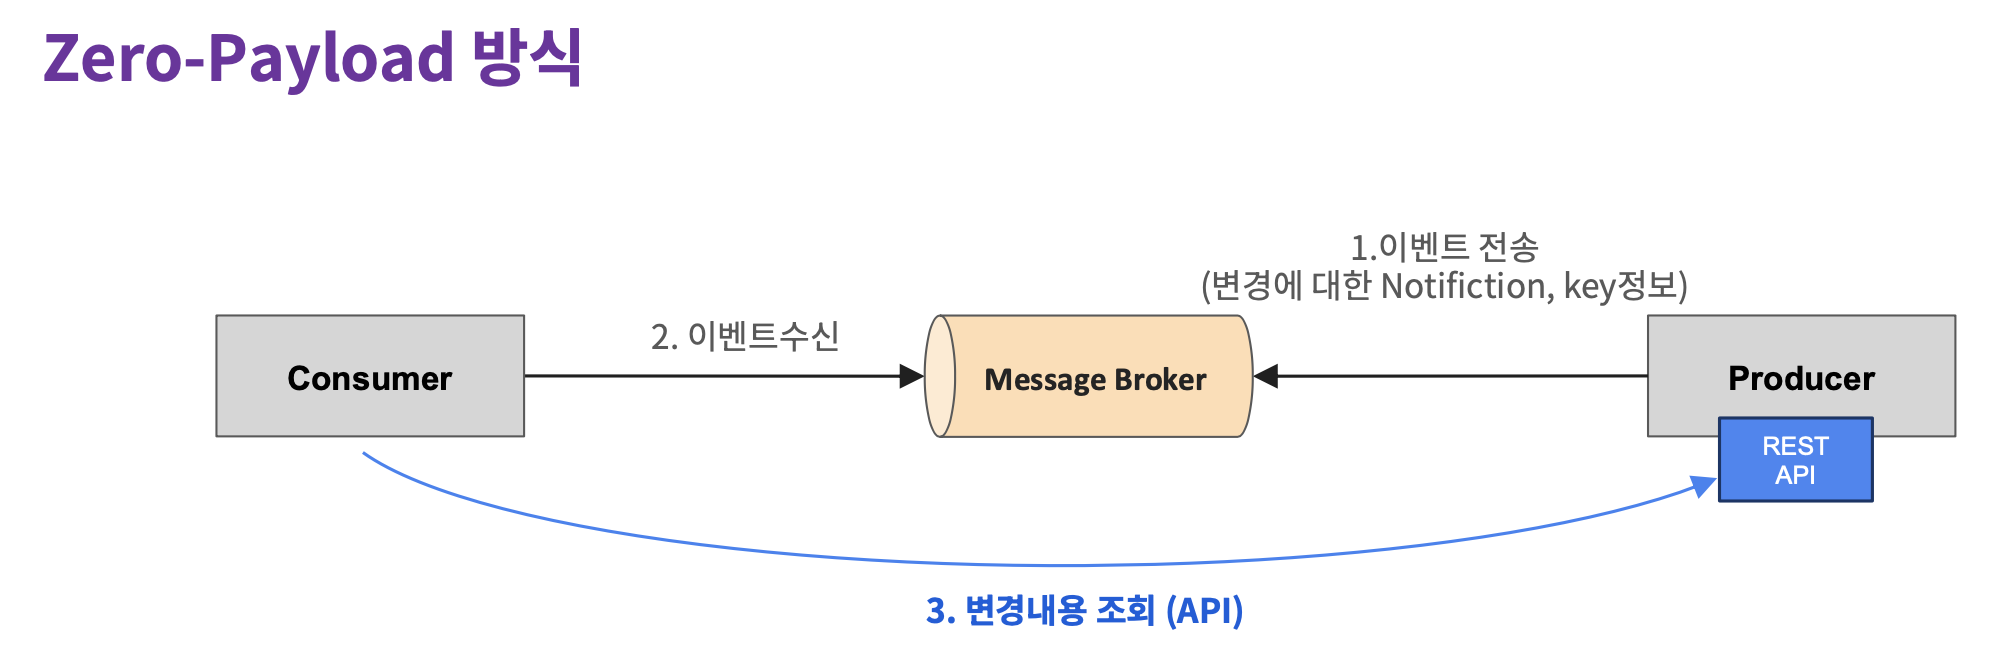 Zero-Payload 방식
1.이벤트 전송
(변경에 대한 Notifiction, key정보)
2. 이벤트수신
Consumer
Message Broker
Producer
REST
API
3. 변경내용 조회 (API)